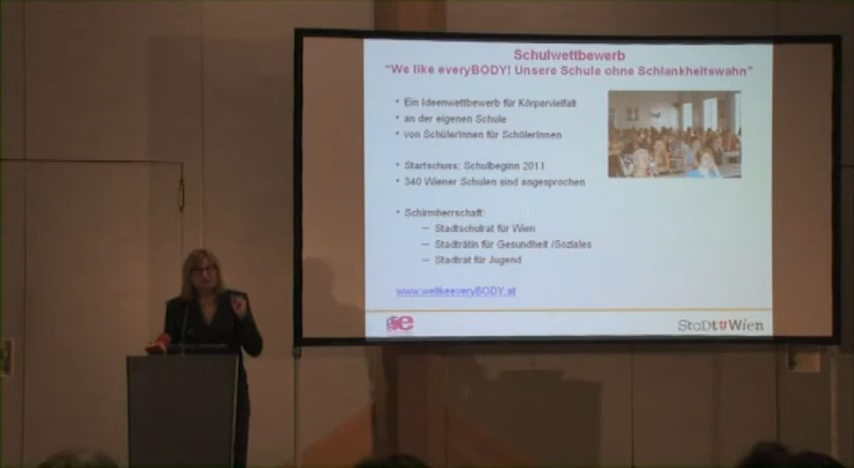 Schulwettbewerb
"We like everyBODY! Unsere Schule ohne Schlankheitswahn"
• Ein Ideenwettbewerb für Körpervielfalt
• an der eigenen Schule
• von SchülerInnen für SchülerInnen
• Startschuss: Schulbeginn 2011
• 340 Wiener Schulen sind angesprochen
• Schirmherrschaft:
– Stadtschulrat für Wien
– Stadträtin für Gesundheit /Soziales
– Stadtrat für Jugend
www.welikeeveryBODY.at
StaDt Wien